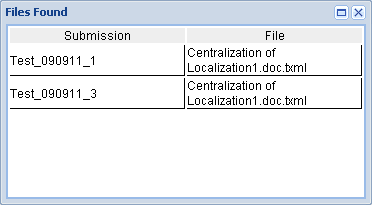 Files Found
Submission File
Test_090911_1 Centralization of
Localization1.doc.txml
Test_090911_3 Centralization of
Localization1.doc.txml